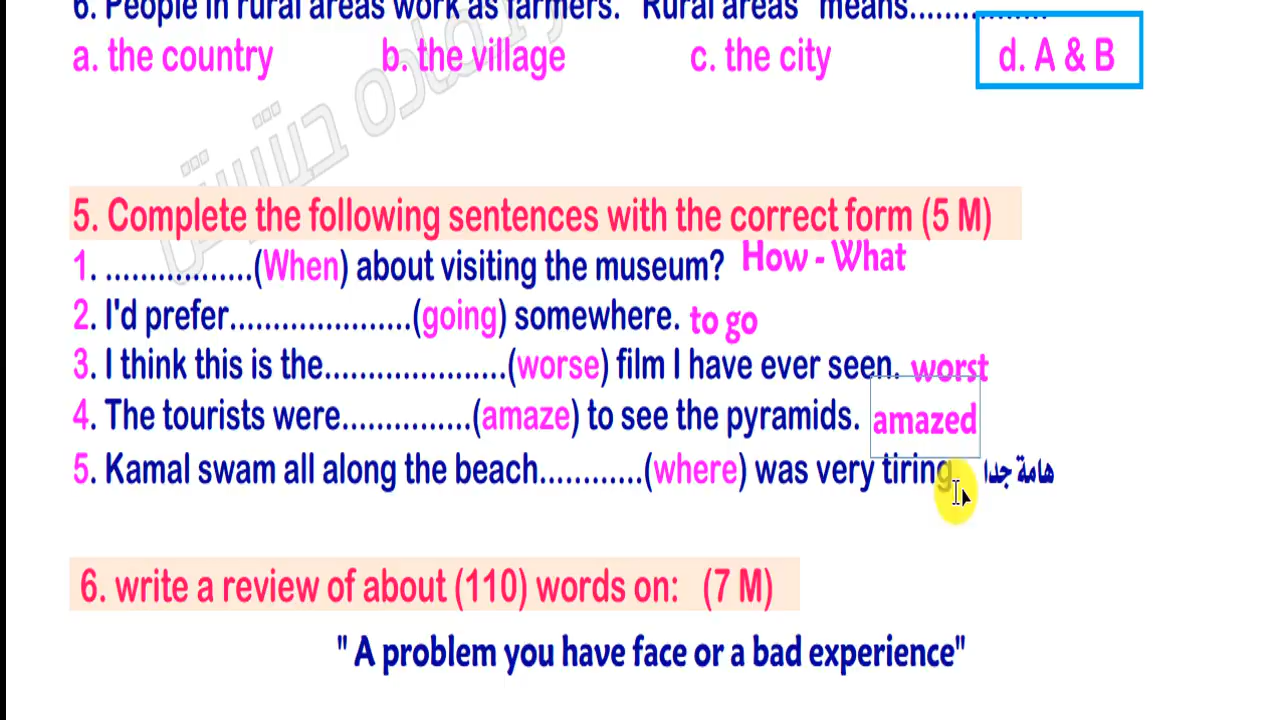 6. People in rural areas work as farmers. "Rural areas" means................
a. the country b. the village c. the city d. A & B
5. Complete the following sentences with the correct form (5 M)
1. .................(When) about visiting the museum? How - What
2. I'd prefer.....................(going) somewhere. to go
3. I think this is the.....................(worse) film I have ever seen. worst
4. The tourists were...............(amaze) to see the pyramids. amazed
5. Kamal swam all along the beach............(where) was very tiring. هامة جدا
6. write a review of about (110) words on: (7 M)
" A problem you have face or a bad experience"